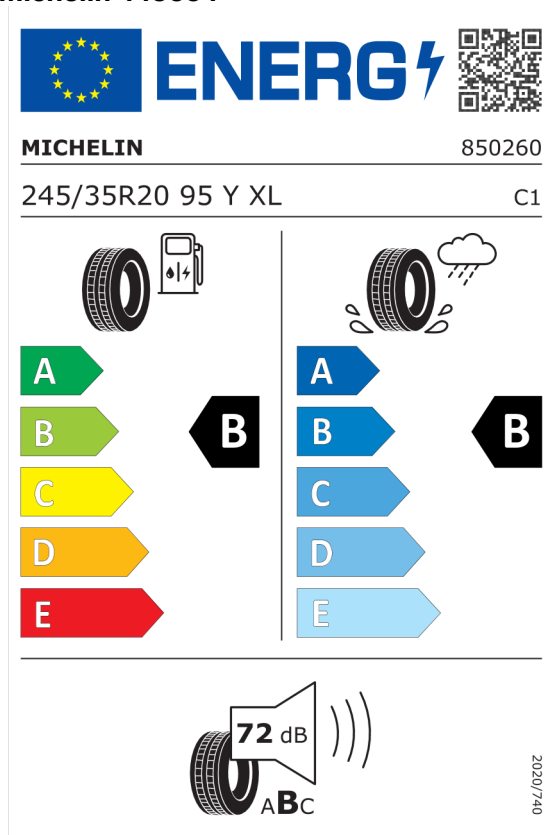 ENERG
MICHELIN 850260
245/35R20 95 Y XL C1
A A
B B B B
C C
D D
E E
72 dB
ABC
2020/740